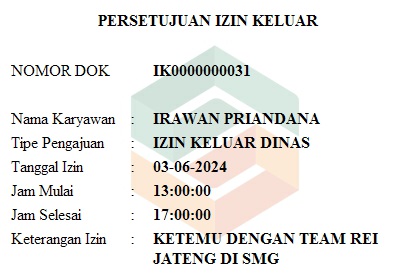 PERSETUJUAN IZIN KELUAR
NOMOR DOK IK0000000031
Nama Karyawan : IRAWAN PRIANDANA
Tipe Pengajuan : IZIN KELUAR DINAS
Tanggal Izin : 03-06-2024
Jam Mulai : 13:00:00
Jam Selesai : 17:00:00
Keterangan Izin : KETEMU DENGAN TEAM REI
JATENG DI SMG